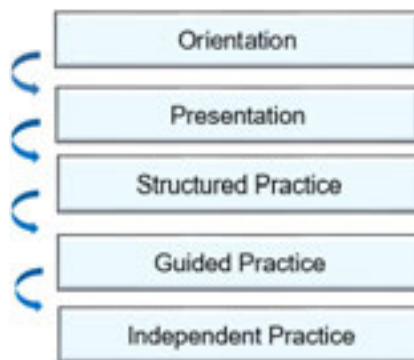 Orientation
Presentation
Structured Practice
Guided Practice
Independent Practice